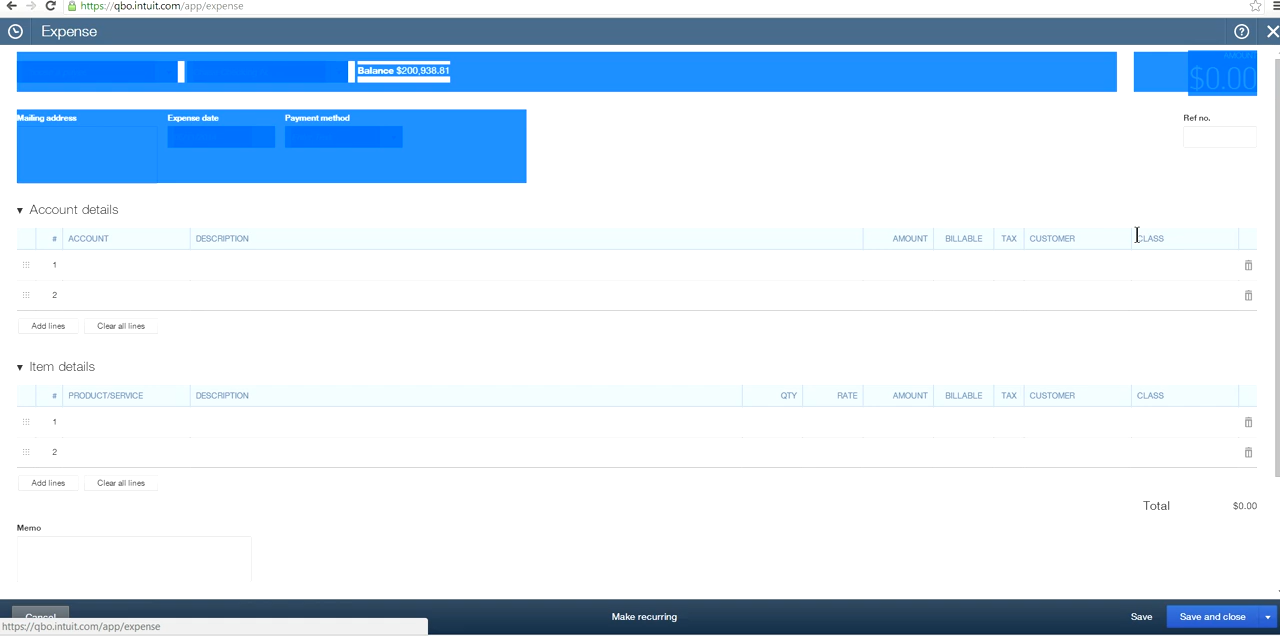 https://qbo.intuit.com/app/expense
Expense
Balance $200,938.81
AMOUNT
$0.00
Mailing address
Expense date
Payment method
Ref no.
Account details
# ACCOUNT DESCRIPTION AMOUNT BILLABLE TAX CUSTOMER CLASS
1
2
Add lines Clear all lines
Item details
# PRODUCT/SERVICE DESCRIPTION QTY RATE AMOUNT BILLABLE TAX CUSTOMER CLASS
1
2
Add lines Clear all lines
Total $0.00
Memo
Cancel Make recurring Save Save and close
https://qbo.intuit.com/app/expense